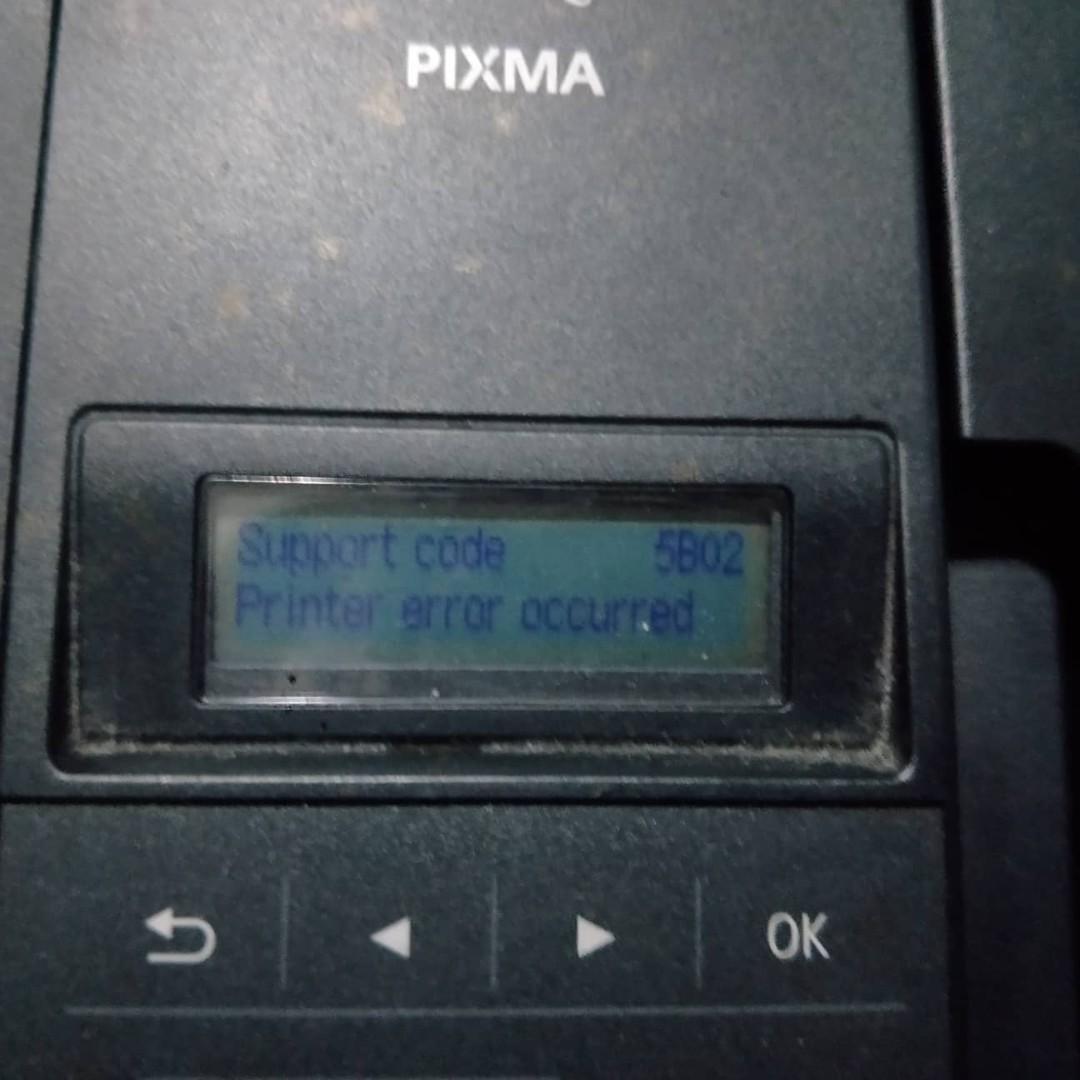 PIXMA
Support code 5B02
Printer error occurred
OK